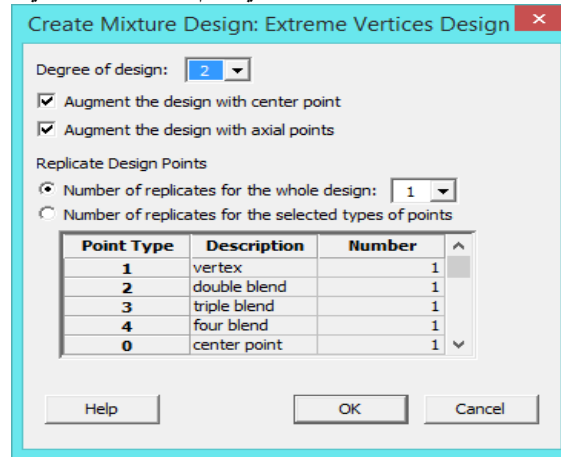 Create Mixture Design: Extreme Vertices Design
Degree of design: 2
Augment the design with center point
Augment the design with axial points
Replicate Design Points
Number of replicates for the whole design: 1
Number of replicates for the selected types of points
Point Type Description Number
1 vertex 1
2 double blend 1
3 triple blend 1
4 four blend 1
0 center point 1
Help OK Cancel